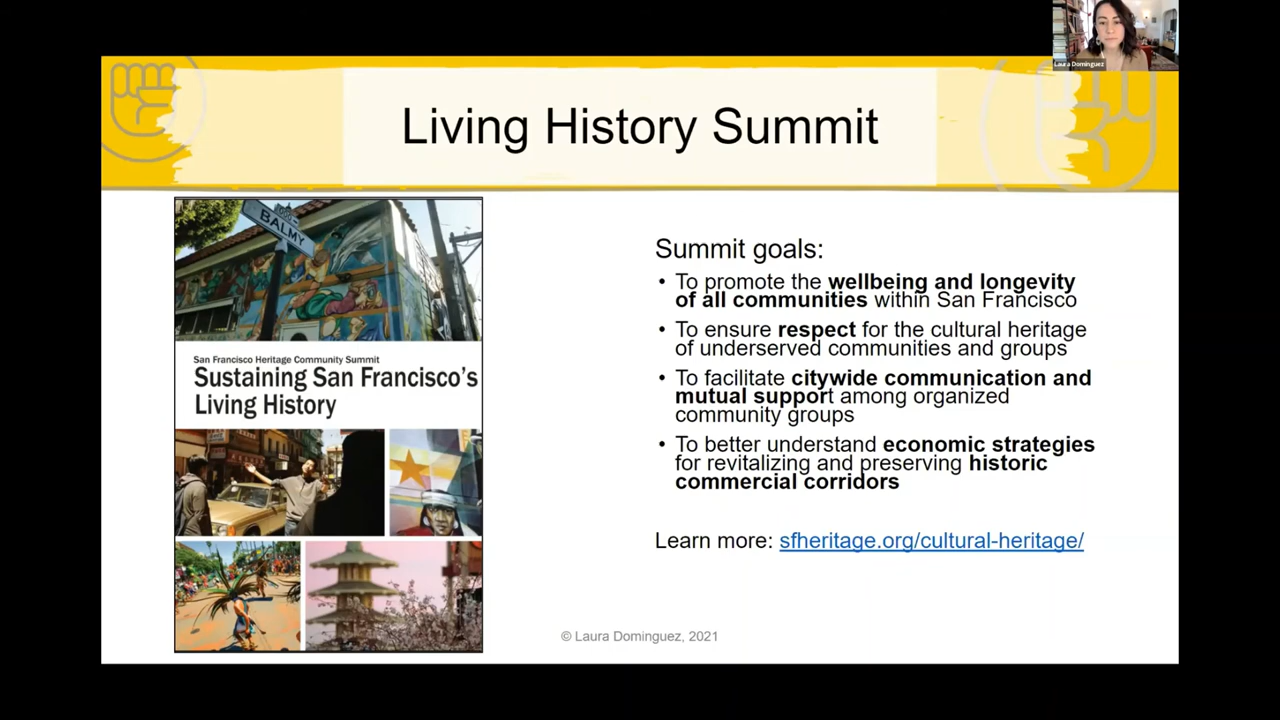 Laura Dominguez
Living History Summit
BALMY
San Francisco Heritage Community Summit
Sustaining San Francisco's
Living History
Summit goals:
• To promote the wellbeing and longevity
of all communities within San Francisco
• To ensure respect for the cultural heritage
of underserved communities and groups
• To facilitate citywide communication and
mutual support among organized
community groups
• To better understand economic strategies
for revitalizing and preserving historic
commercial corridors
Learn more: sfheritage.org/cultural-heritage/
© Laura Dominguez, 2021